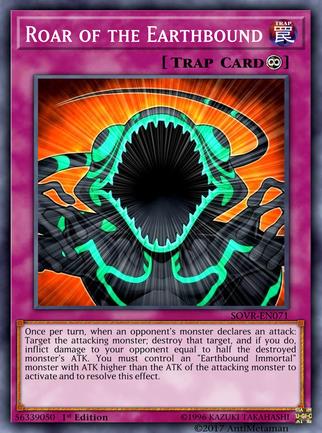 ROAR OF THE EARTHBOUND
TRAP
罠
[TRAP CARD]
SOVR-EN071
Once per turn, when an opponent's monster declares an attack:
Target the attacking monster; destroy that target, and if you do,
inflict damage to your opponent equal to half the destroyed
monster's ATK. You must control an "Earthbound Immortal"
monster with ATK higher than the ATK of the attacking monster to
activate and to resolve this effect.
56339050 1st Edition ©1996 KAZUKI TAKAHASHI
©2017 AntiMetaman